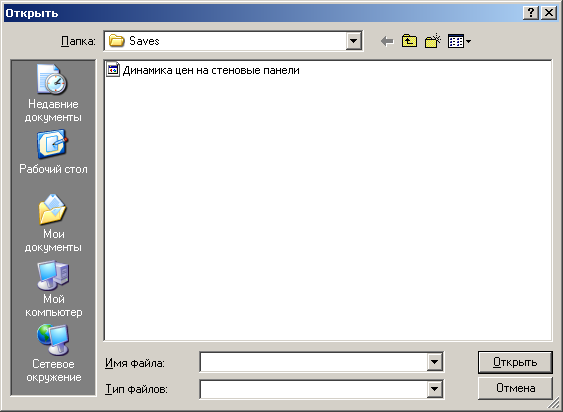 Открыть
Папка:
Saves
Динамика цен на стеновые панели
Недавние
документы
Рабочий стол
Мои
документы
Мой
компьютер
Сетевое
окружение
Имя файла:
Открыть
Тип файлов:
Отмена